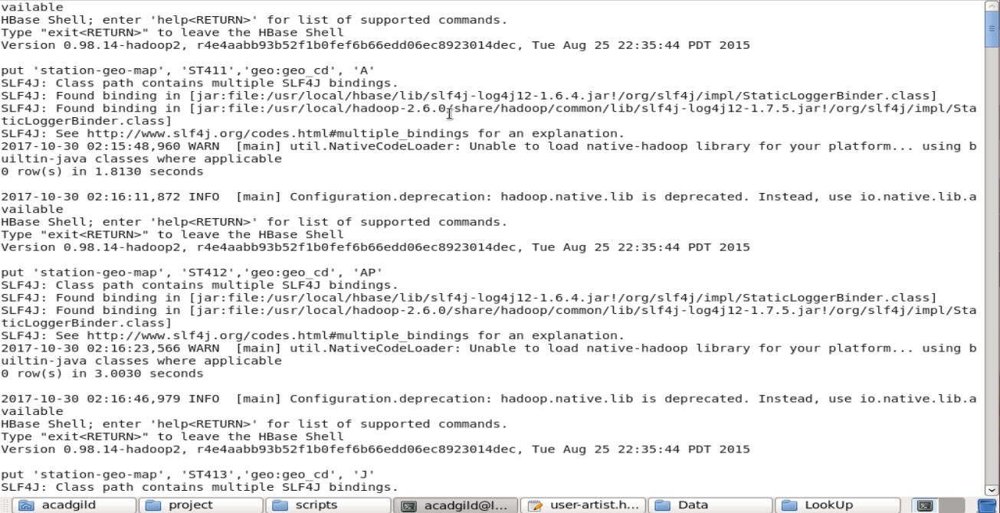 vailable
HBase Shell; enter 'help<RETURN>' for list of supported commands.
Type "exit<RETURN>" to leave the HBase Shell
Version 0.98.14-hadoop2, r4e4aabb93b52f1b0fef6b66edd06ec8923014dec, Tue Aug 25 22:35:44 PDT 2015
put 'station-geo-map', 'ST411','geo:geo_cd', 'A'
SLF4J: Class path contains multiple SLF4J bindings.
SLF4J: Found binding in [jar:file:/usr/local/hbase/lib/slf4j-log4j12-1.6.4.jar!/org/slf4j/impl/StaticLoggerBinder.class]
SLF4J: Found binding in [jar:file:/usr/local/hadoop-2.6.0/share/hadoop/common/lib/slf4j-log4j12-1.7.5.jar!/org/slf4j/impl/Sta
ticLoggerBinder.class]
SLF4J: See http://www.slf4j.org/codes.html#multiple_bindings for an explanation.
2017-10-30 02:15:48,960 WARN  [main] util.NativeCodeLoader: Unable to load native-hadoop library for your platform... using b
uiltin-java classes where applicable
0 row(s) in 1.8130 seconds
2017-10-30 02:16:11,872 INFO  [main] Configuration.deprecation: hadoop.native.lib is deprecated. Instead, use io.native.lib.a
vailable
HBase Shell; enter 'help<RETURN>' for list of supported commands.
Type "exit<RETURN>" to leave the HBase Shell
Version 0.98.14-hadoop2, r4e4aabb93b52f1b0fef6b66edd06ec8923014dec, Tue Aug 25 22:35:44 PDT 2015
put 'station-geo-map', 'ST412','geo:geo_cd', 'AP'
SLF4J: Class path contains multiple SLF4J bindings.
SLF4J: Found binding in [jar:file:/usr/local/hbase/lib/slf4j-log4j12-1.6.4.jar!/org/slf4j/impl/StaticLoggerBinder.class]
SLF4J: Found binding in [jar:file:/usr/local/hadoop-2.6.0/share/hadoop/common/lib/slf4j-log4j12-1.7.5.jar!/org/slf4j/impl/Sta
ticLoggerBinder.class]
SLF4J: See http://www.slf4j.org/codes.html#multiple_bindings for an explanation.
2017-10-30 02:16:23,566 WARN  [main] util.NativeCodeLoader: Unable to load native-hadoop library for your platform... using b
uiltin-java classes where applicable
0 row(s) in 3.0030 seconds
2017-10-30 02:16:46,979 INFO  [main] Configuration.deprecation: hadoop.native.lib is deprecated. Instead, use io.native.lib.a
vailable
HBase Shell; enter 'help<RETURN>' for list of supported commands.
Type "exit<RETURN>" to leave the HBase Shell
Version 0.98.14-hadoop2, r4e4aabb93b52f1b0fef6b66edd06ec8923014dec, Tue Aug 25 22:35:44 PDT 2015
put 'station-geo-map', 'ST413','geo:geo_cd', 'J'
SLF4J: Class path contains multiple SLF4J bindings.
acadgild project scripts acadgild@l... user-artist.h... Data LookUp